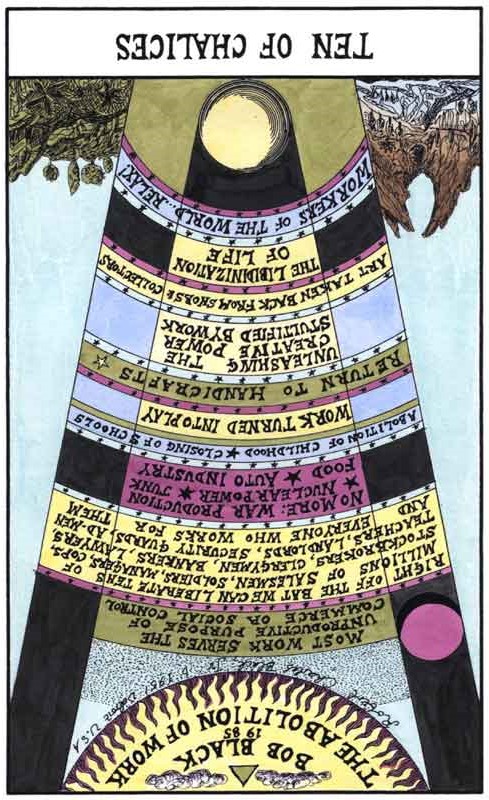 BOB BLACK
1985
THE ABOLITION OF WORK
U.S.A
MOST WORK SERVES THE
UNPRODUCTIVE PURPOSE OF
COMMERCE OR SOCIAL CONTROL
RIGHT OFF THE BAT WE CAN LIBERATE TENS OF
MILLIONS OF SALESMEN, SOLDIERS, MANAGERS, COPS,
STOCKBROKERS, CLERGYMEN, BANKERS, LAWYERS,
TEACHERS, LANDLORDS, SECURITY GUARDS, AD-MEN
AND EVERYONE WHO WORKS FOR THEM
NO MORE: WAR PRODUCTION
★ NUCLEAR POWER ★ JUNK
FOOD ★ AUTO INDUSTRY
ABOLITION OF CHILDHOOD ★ CLOSING OF SCHOOLS
WORK TURNED INTO PLAY
RETURN TO HANDICRAFTS
UNLEASHING THE
CREATIVE POWER
STULTIFIED BY WORK
ART TAKEN BACK FROM SNOBS & COLLECTORS
THE LIBIDINIZATION
OF LIFE
WORKERS OF THE WORLD...RELAX!
TEN OF CHALICES